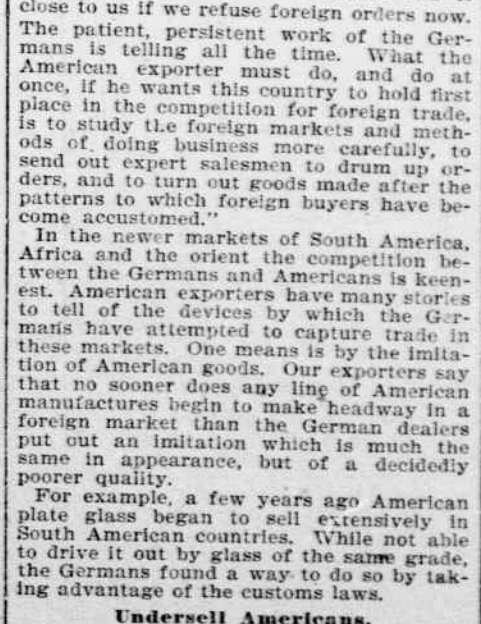 close to us if we refuse foreign orders now.
The patient, persistent work of the Ger-
mans is telling all the time. What the
American exporter must do, and do at
once, if he wants this country to hold first
place in the competition for foreign trade,
is to study the foreign markets and meth-
ods of doing business more carefully, to
send out expert salesmen to drum up or-
ders, and to turn out goods made after the
patterns to which foreign buyers have be-
come accustomed."
In the newer markets of South America,
Africa and the orient the competition be-
tween the Germans and Americans is keen-
est. American exporters have many stories
to tell of the devices by which the Ger-
mans have attempted to capture trade in
these markets. One means is by the imita-
tion of American goods. Our exporters say
that no sooner does any line of American
manufactures begin to make headway in a
foreign market than the German dealers
put out an imitation which is much the
same in appearance, but of a decidedly
poorer quality.
For example, a few years ago American
plate glass began to sell extensively in
South American countries. While not able
to drive it out by glass of the same grade,
the Germans found a way to do so by tak-
ing advantage of the customs laws.
Undersell Americans.